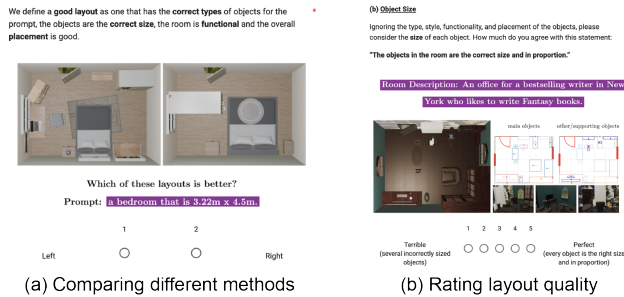 We define a good layout as one that has the correct types of objects for the
prompt, the objects are the correct size, the room is functional and the overall
placement is good.
*
Which of these layouts is better?
Prompt: a bedroom that is 3.22m x 4.5m.
1 2
Left Right
(a) Comparing different methods
(b) Object Size
Ignoring the type, style, functionality, and placement of the objects, please
consider the size of each object. How much do you agree with this statement:
"The objects in the room are the correct size and in proportion."
Room Description: An office for a bestselling writer in New
York who likes to write Fantasy books.
main objects other/supporting objects
1 2 3 4 5
Terrible
(several incorrectly sized
objects)
Perfect
(every object is the right size
and in proportion)
(b) Rating layout quality